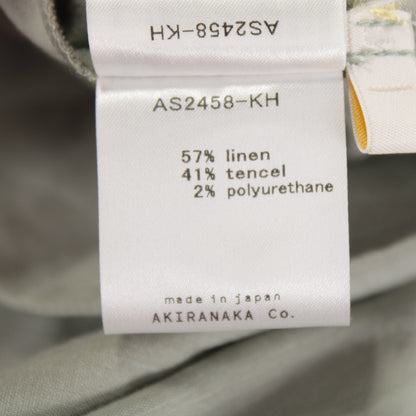 AS2458-KH
AS2458-KH
57% linen
41% tencel
2% polyurethane
made in japan
AKIRANAKA Co.